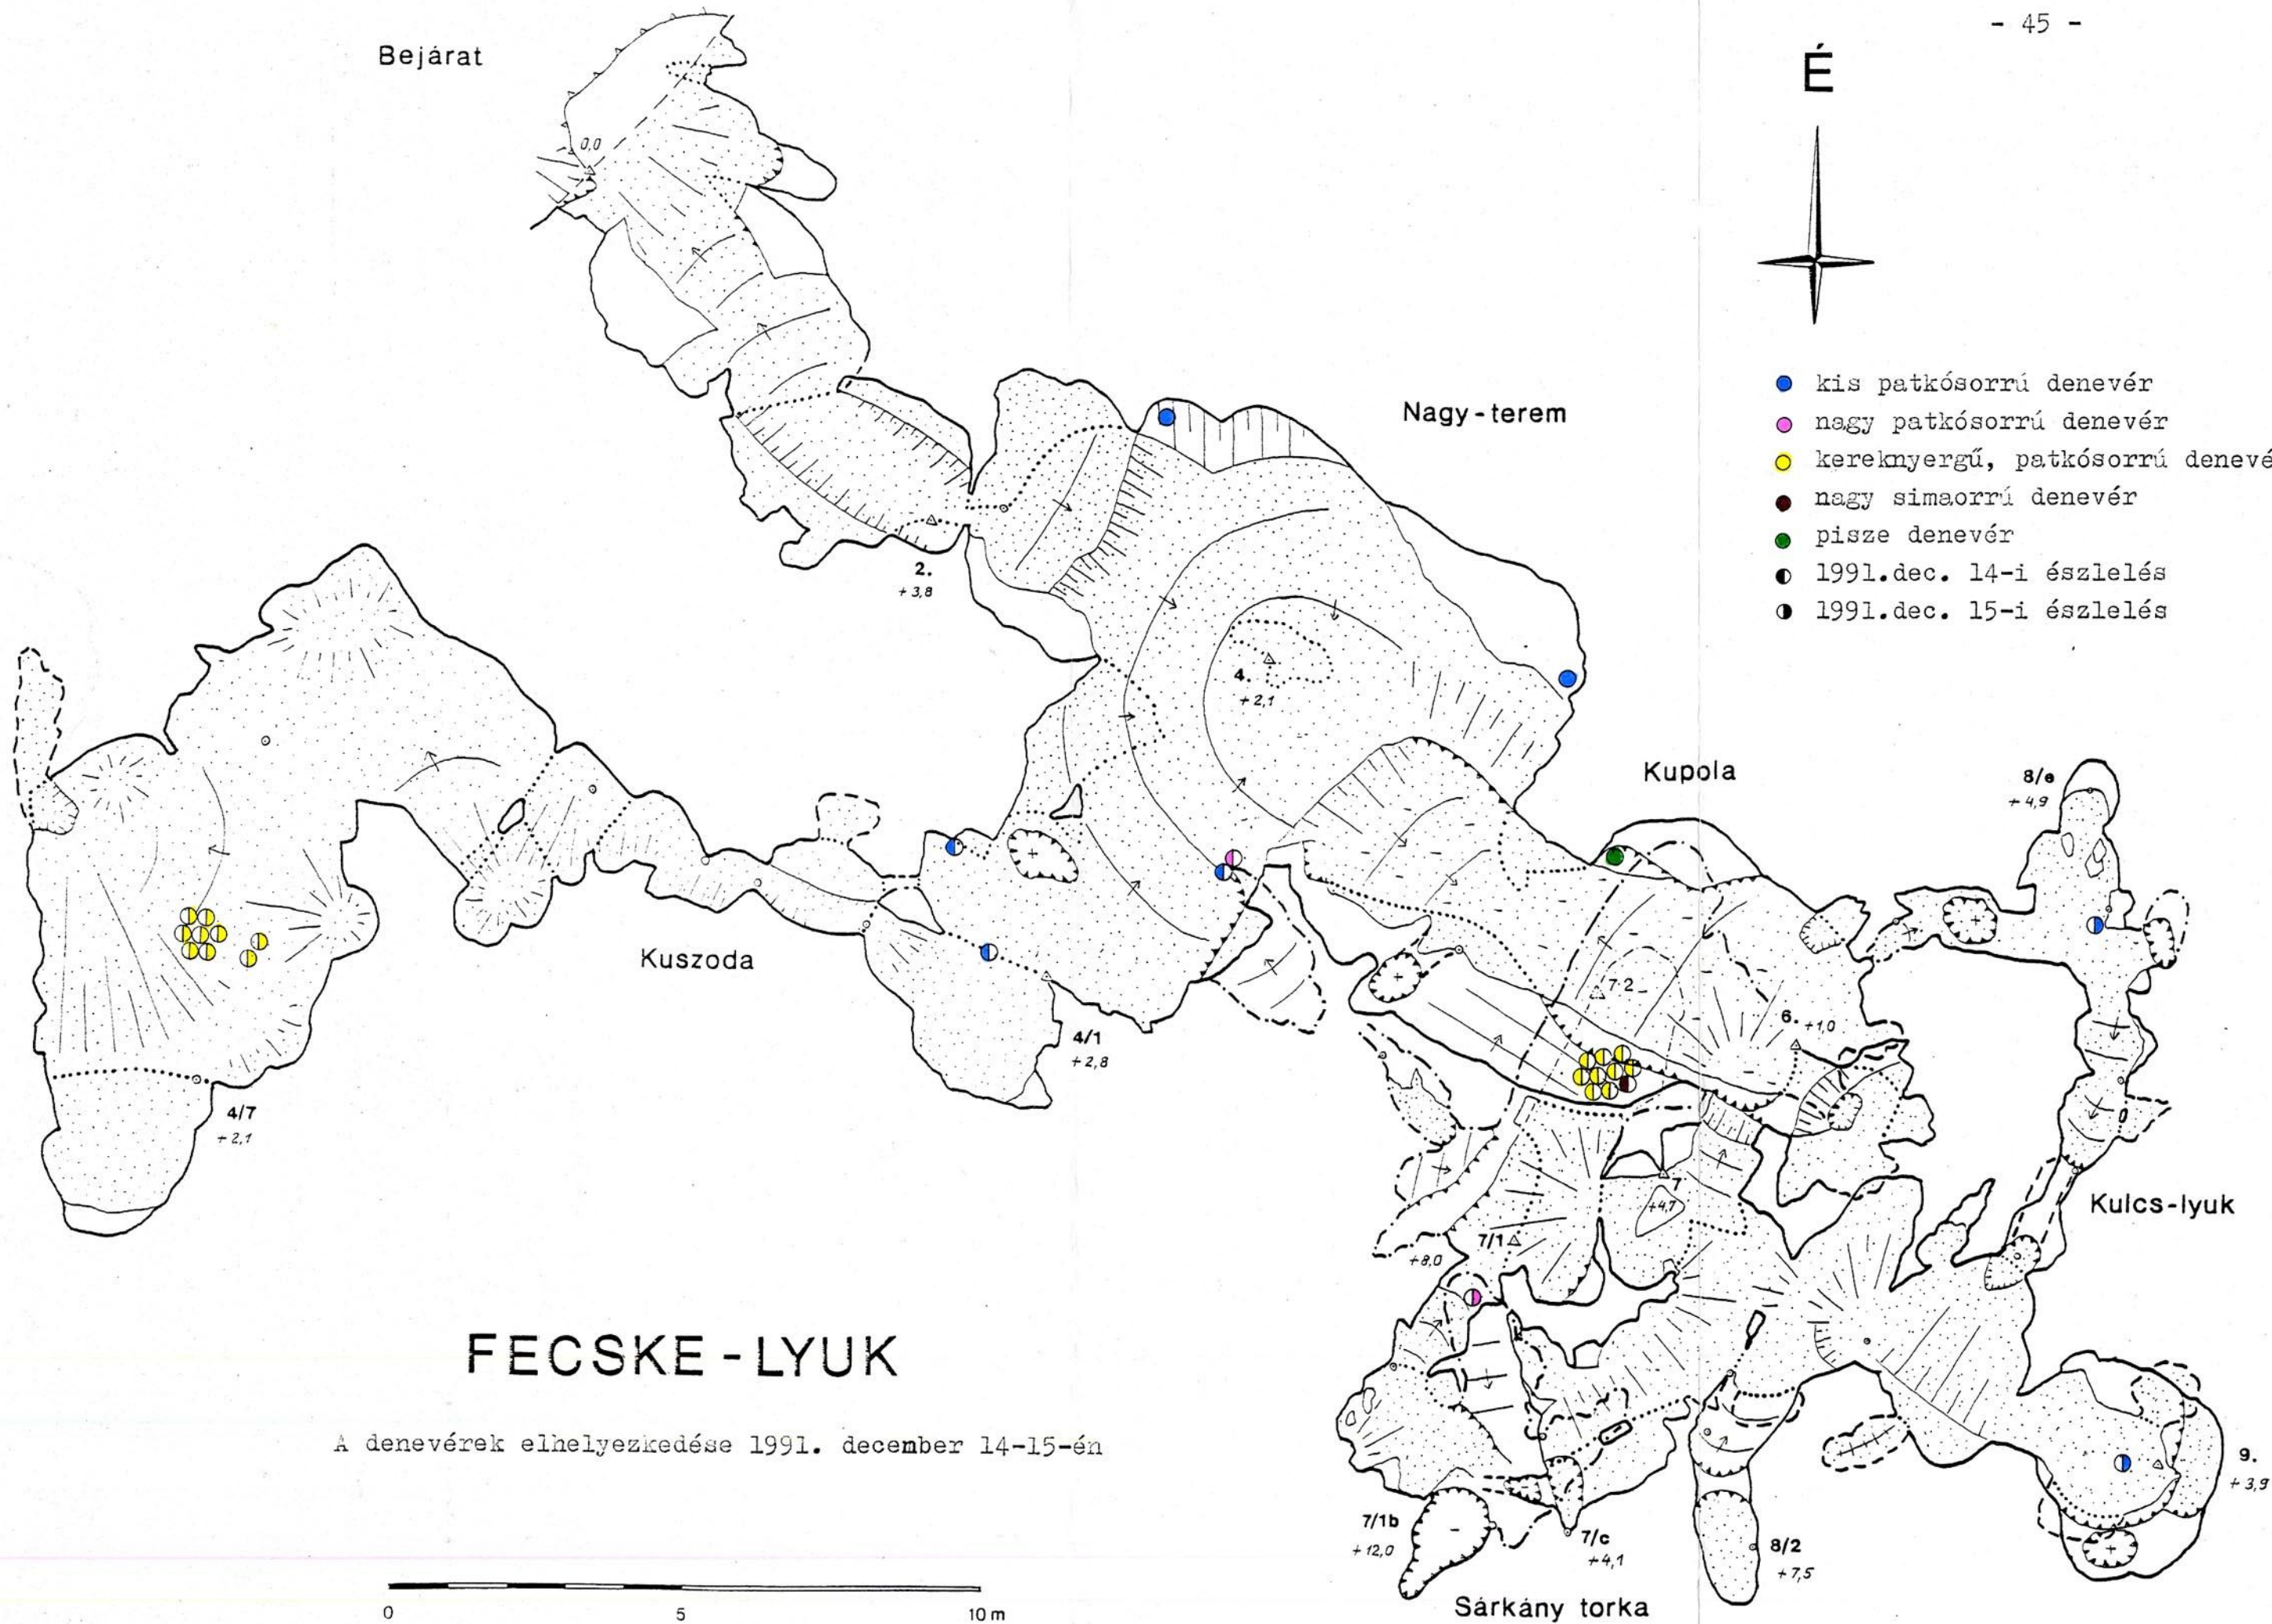 - 45 -
Bejárat
É
0,0
kis patkósorrú denevér
Nagy-terem
nagy patkósorrú denevér
kereknyergű, patkósorrú denevé
nagy simaorrú denevér
pisze denevér
2.
+3,8
1991.dec. 14-i észlelés
1991.dec. 15-i észlelés
4.
+2,1
Kupola
8/e
+4,9
Kuszoda
7.2
6. +1,0
4/1
+2,8
4/7
+2,1
7
+4,7
Kulcs-lyuk
7/1
+8,0
FECSKE-LYUK
A denevérek elhelyezkedése 1991. december 14-15-én
9.
+3,9
7/1b
+12,0
7/c
+4,1
8/2
+7,5
Sárkány torka
0 5 10 m